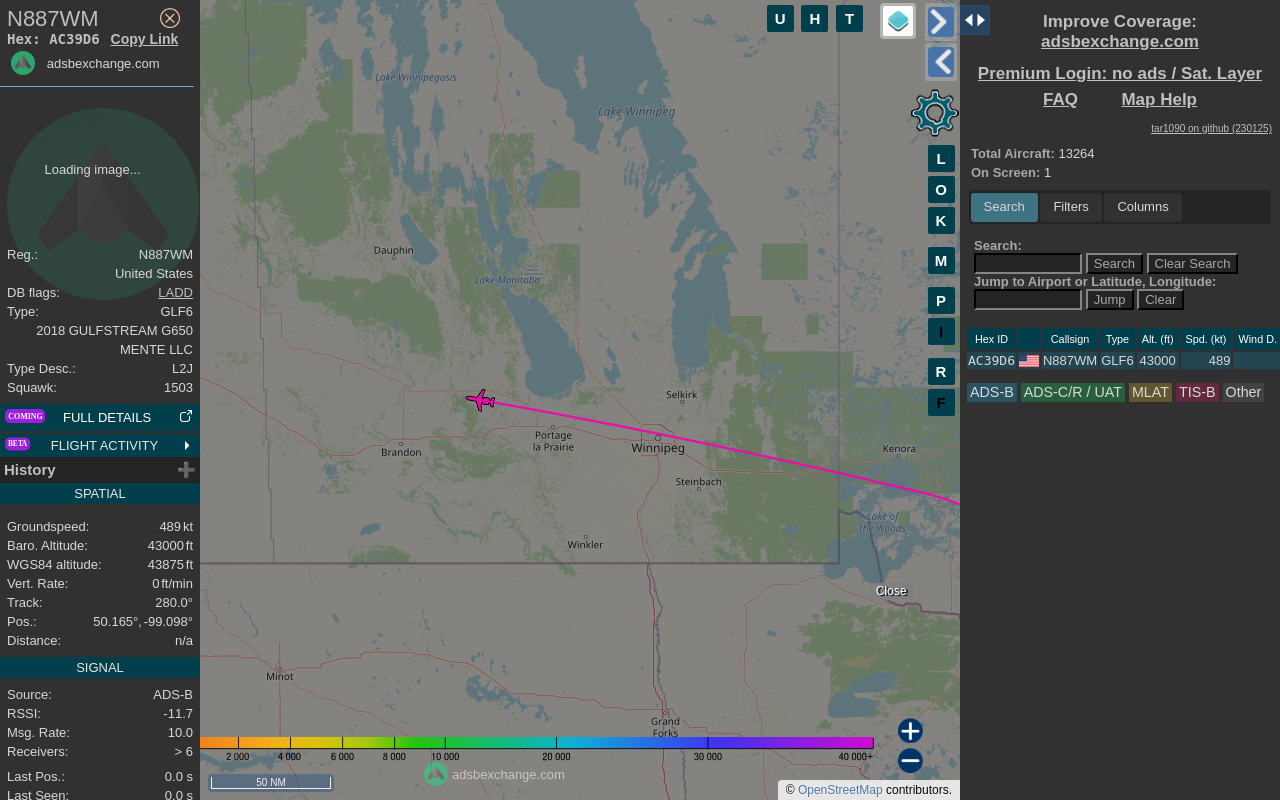 N887WM
Hex: AC39D6 Copy Link
adsbexchange.com
Loading image...
Reg.: N887WM
United States
DB flags: LADD
Type: GLF6
2018 GULFSTREAM G650
MENTE LLC
Type Desc.: L2J
Squawk: 1503
COMING FULL DETAILS
BETA FLIGHT ACTIVITY
History
SPATIAL
Groundspeed: 489 kt
Baro. Altitude: 43000 ft
WGS84 altitude: 43875 ft
Vert. Rate: 0 ft/min
Track: 280.0°
Pos.: 50.165°, -99.098°
Distance: n/a
SIGNAL
Source: ADS-B
RSSI: -11.7
Msg. Rate: 10.0
Receivers: > 6
Last Pos.: 0.0 s
Last Seen: 0.0 s
U H T
L
O
K
M
P
I
R
F
Lake Winnipegosis
Lake Winnipeg
Dauphin
Lake Manitoba
Selkirk
Portage
la Prairie
Winnipeg
Brandon
Kenora
Steinbach
Lake of
the Woods
Winkler
Close
Minot
Grand
Forks
2 000 4 000 6 000 8 000 10 000 20 000 30 000 40 000+
50 NM
adsbexchange.com
© OpenStreetMap contributors.
Improve Coverage:
adsbexchange.com
Premium Login: no ads / Sat. Layer
FAQ Map Help
tar1090 on github (230125)
Total Aircraft: 13264
On Screen: 1
Search Filters Columns
Search:
Search Clear Search
Jump to Airport or Latitude, Longitude:
Jump Clear
Hex ID Callsign Type Alt. (ft) Spd. (kt) Wind D.
AC39D6 N887WM GLF6 43000 489
ADS-B ADS-C/R / UAT MLAT TIS-B Other